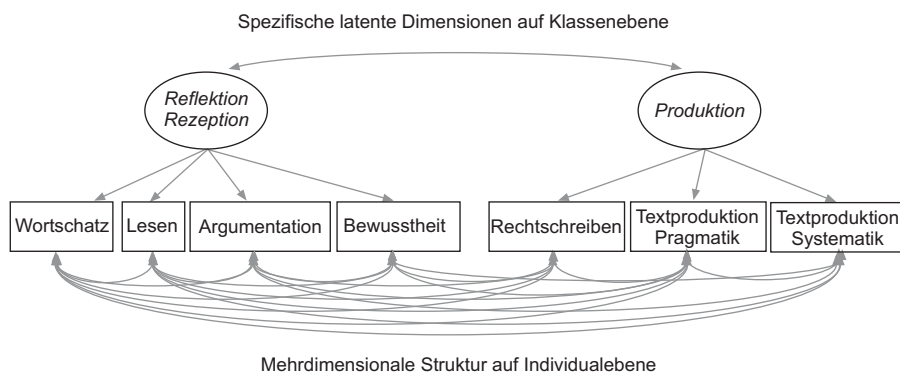 Spezifische latente Dimensionen auf Klassenebene
Reflektion
Rezeption
Produktion
Wortschatz
Lesen
Argumentation
Bewusstheit
Rechtschreiben
Textproduktion
Pragmatik
Textproduktion
Systematik
Mehrdimensionale Struktur auf Individualebene